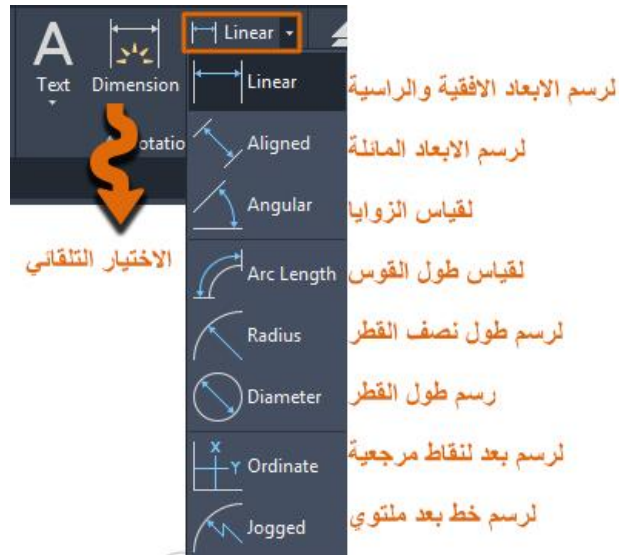 Linear
Text Dimension
otatio
Linear لرسم الابعاد الافقية والراسية
Aligned لرسم الابعاد المائلة
Angular لقياس الزوايا
الاختيار التلقائي
Arc Length لقياس طول القوس
Radius لرسم طول نصف القطر
Diameter رسم طول القطر
X
Y Ordinate لرسم بعد لنقاط مرجعية
Jogged لرسم خط بعد ملتوي